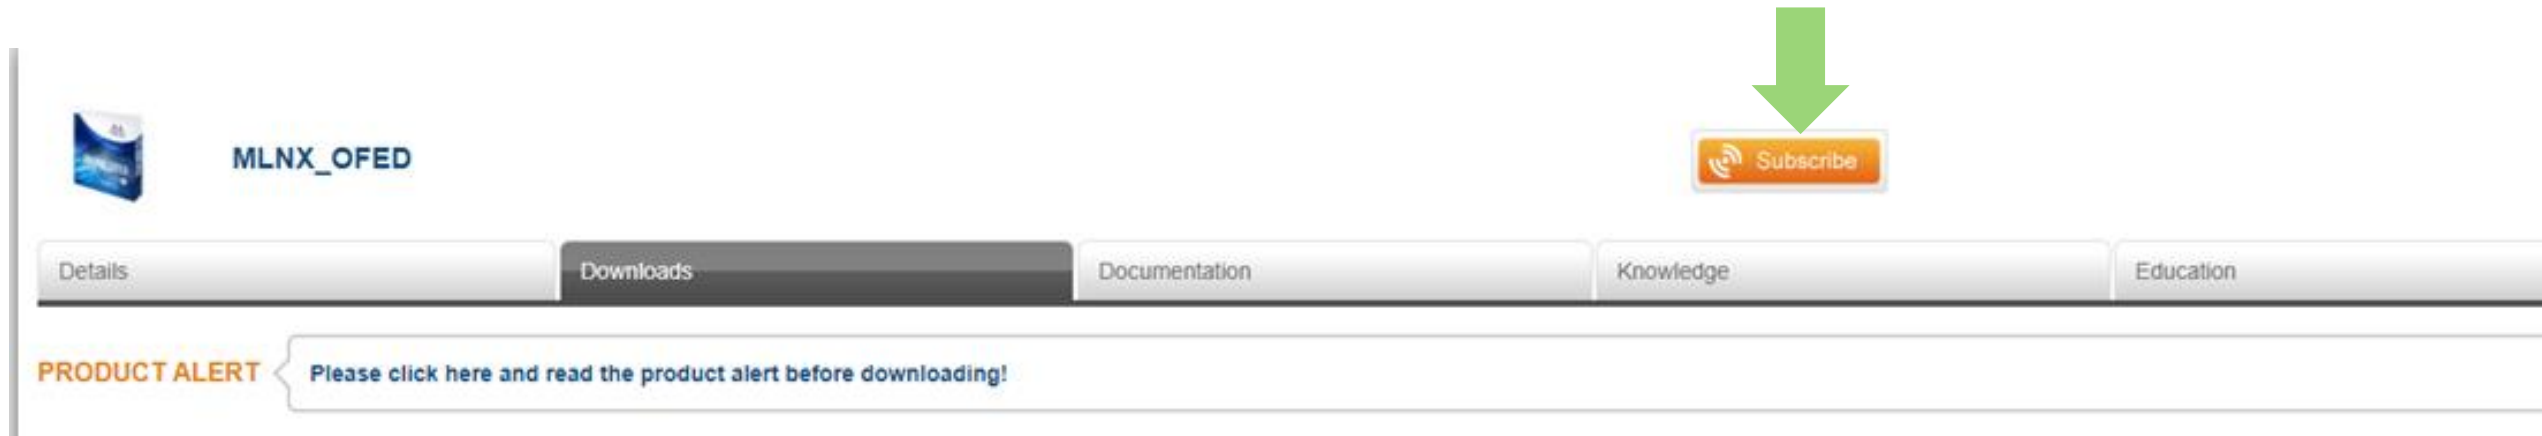 MLNX_OFED
Subscribe
Details
Downloads
Documentation
Knowledge
Education
PRODUCT ALERT
Please click here and read the product alert before downloading!